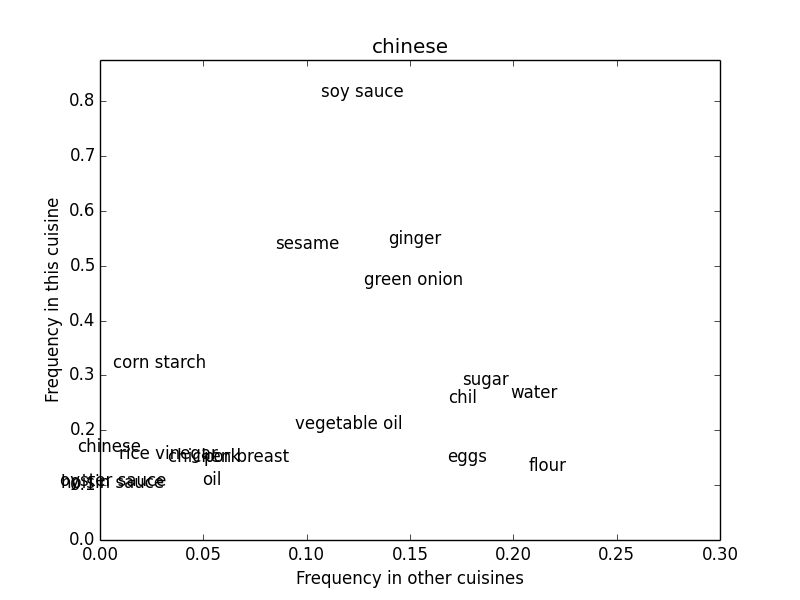 chinese
0.8
soy sauce
0.7
0.6
Frequency in this cuisine
sesame
ginger
0.5
green onion
0.4
corn starch
0.3
sugar
water
chil
0.2
vegetable oil
chinese
rice vinegar
chicken breast
pork
eggs
flour
0.1
oyster sauce
hoisin sauce
oil
0.0
0.00 0.05 0.10 0.15 0.20 0.25 0.30
Frequency in other cuisines